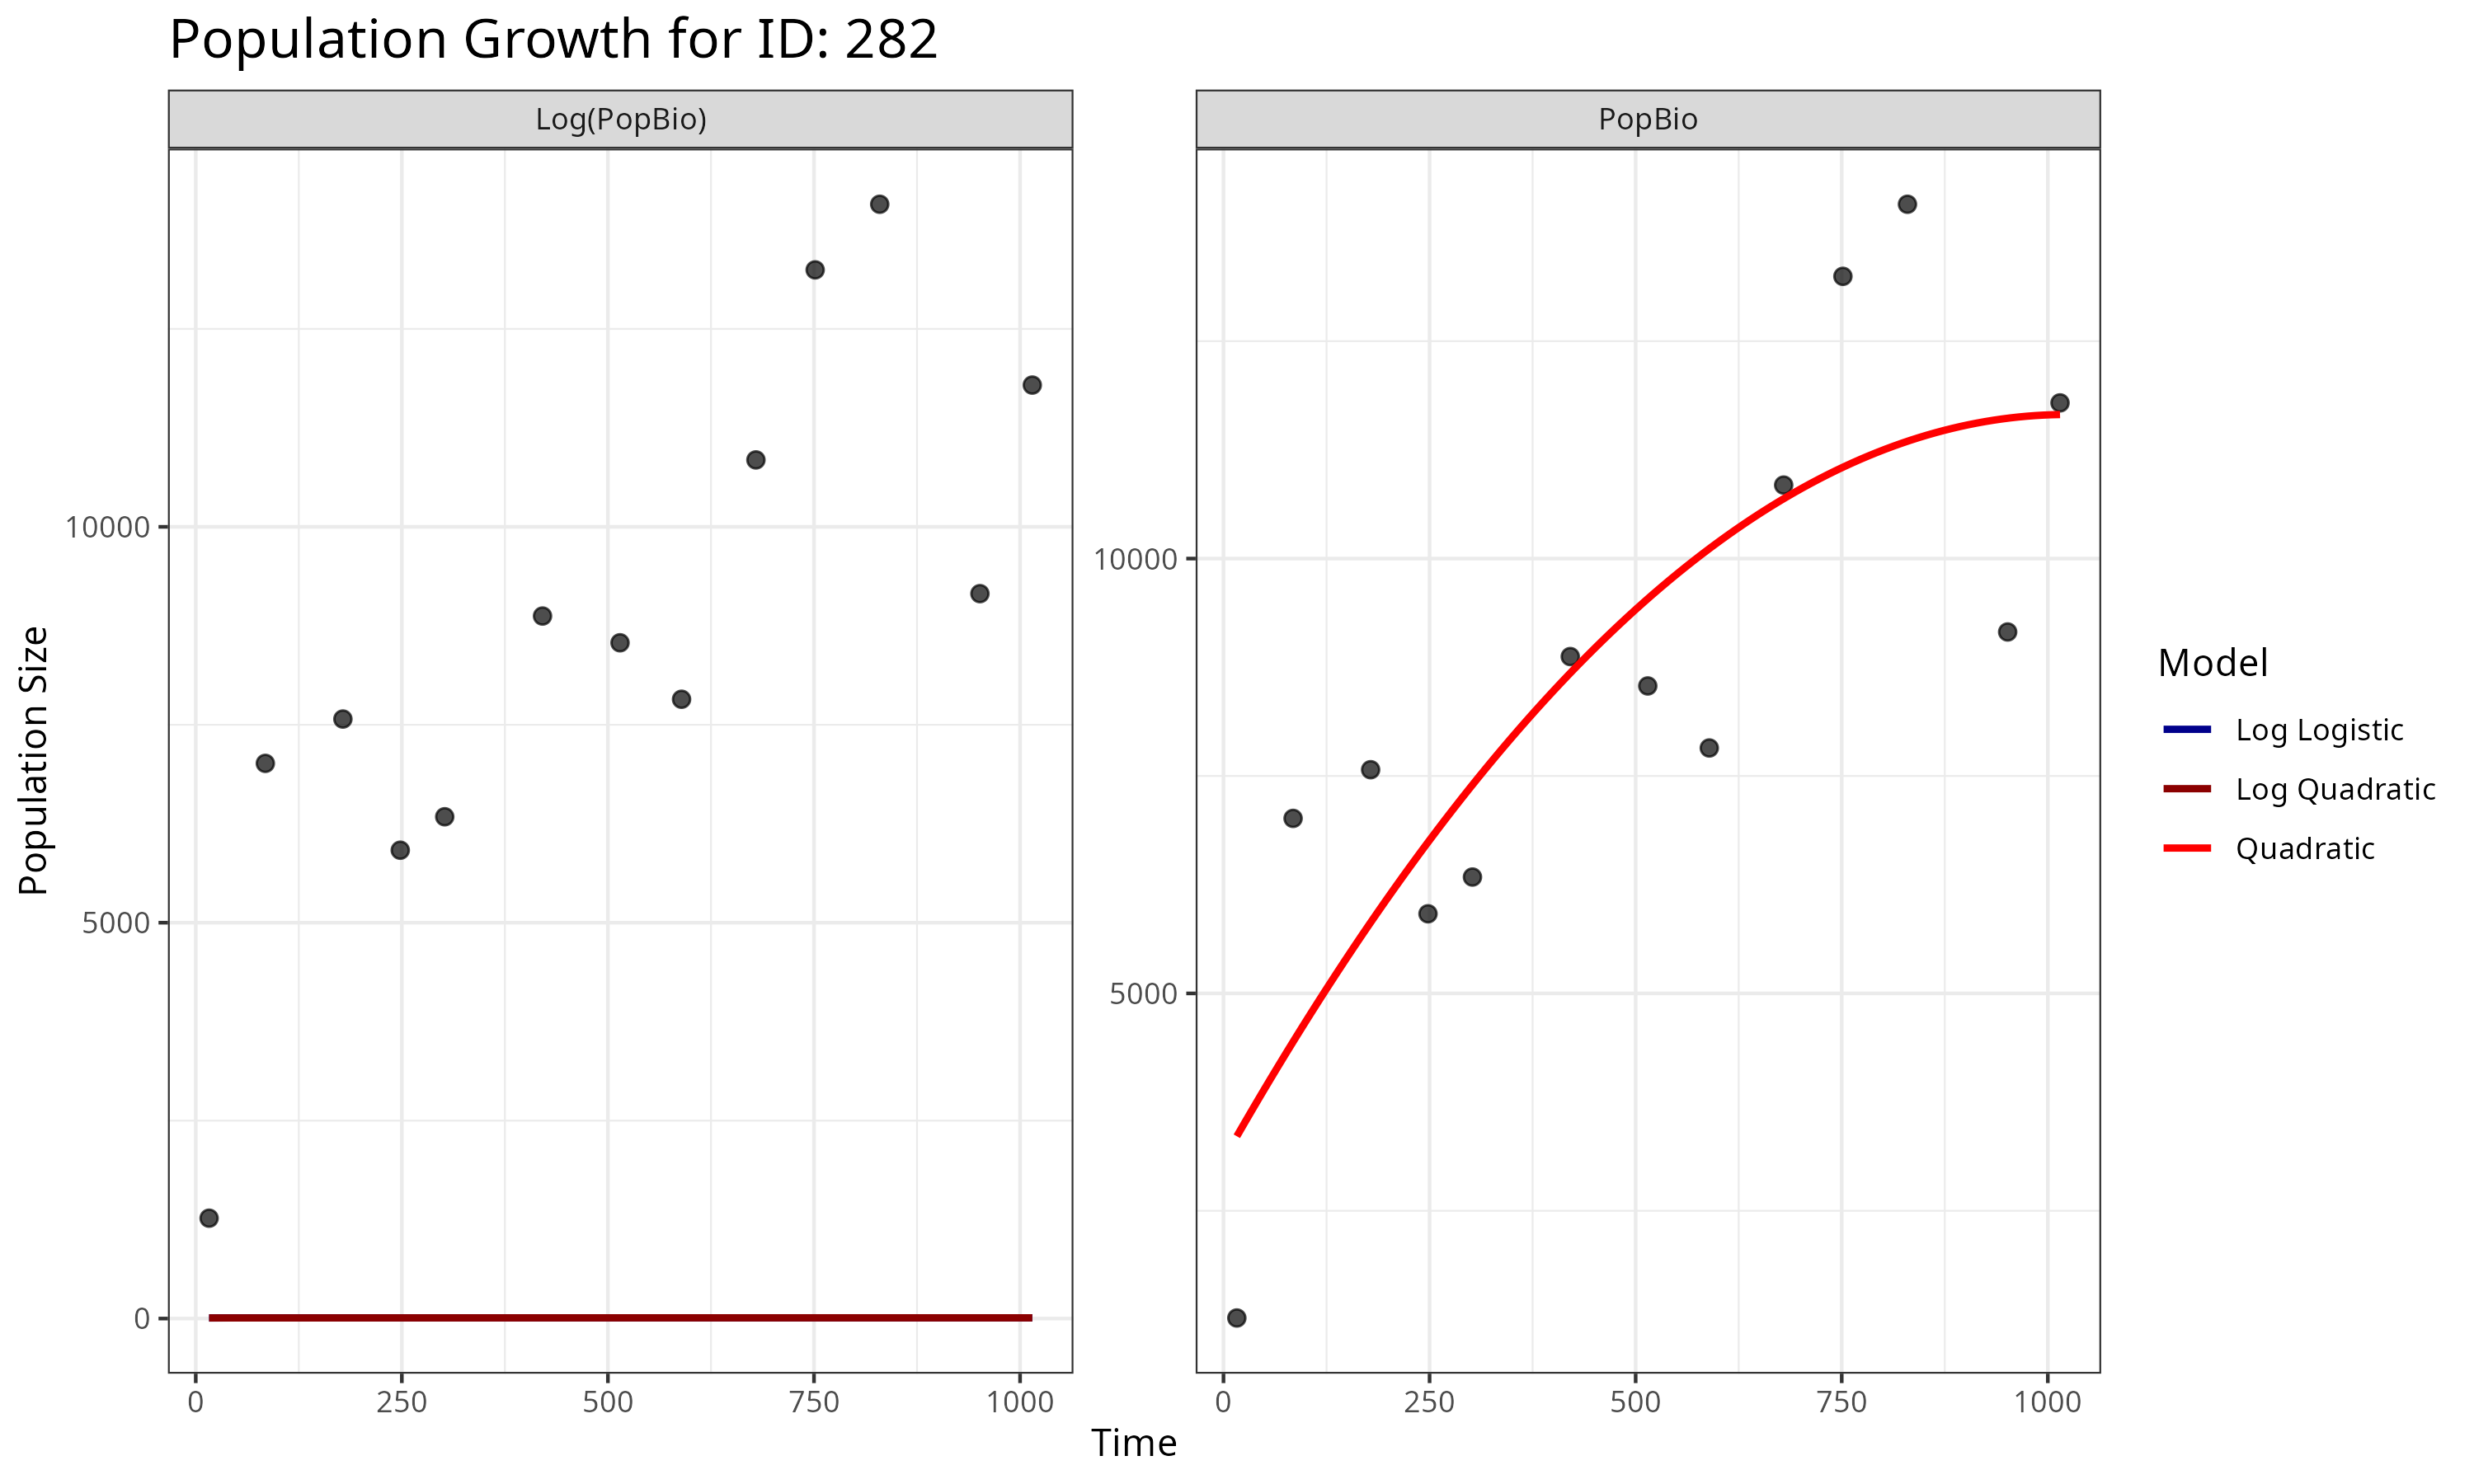 Population Growth for ID: 282
Log(PopBio)
PopBio
Population Size
10000
5000
0
10000
5000
0
250
500
750
1000
0
250
500
750
1000
Time
Model
Log Logistic
Log Quadratic
Quadratic